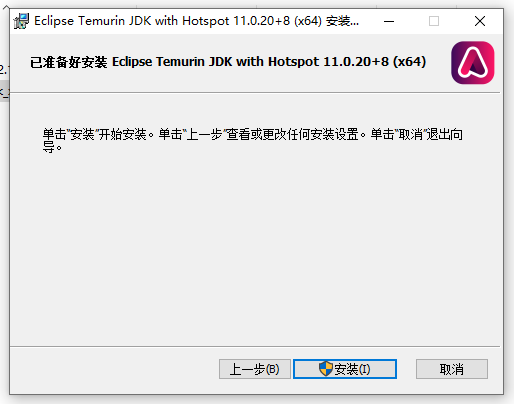 Eclipse Temurin JDK with Hotspot 11.0.20+8 (x64) 安装...
已准备好安装 Eclipse Temurin JDK with Hotspot 11.0.20+8 (x64)
单击"安装"开始安装。单击"上一步"查看或更改任何安装设置。单击"取消"退出向
导。
上一步(B)
安装(I)
取消